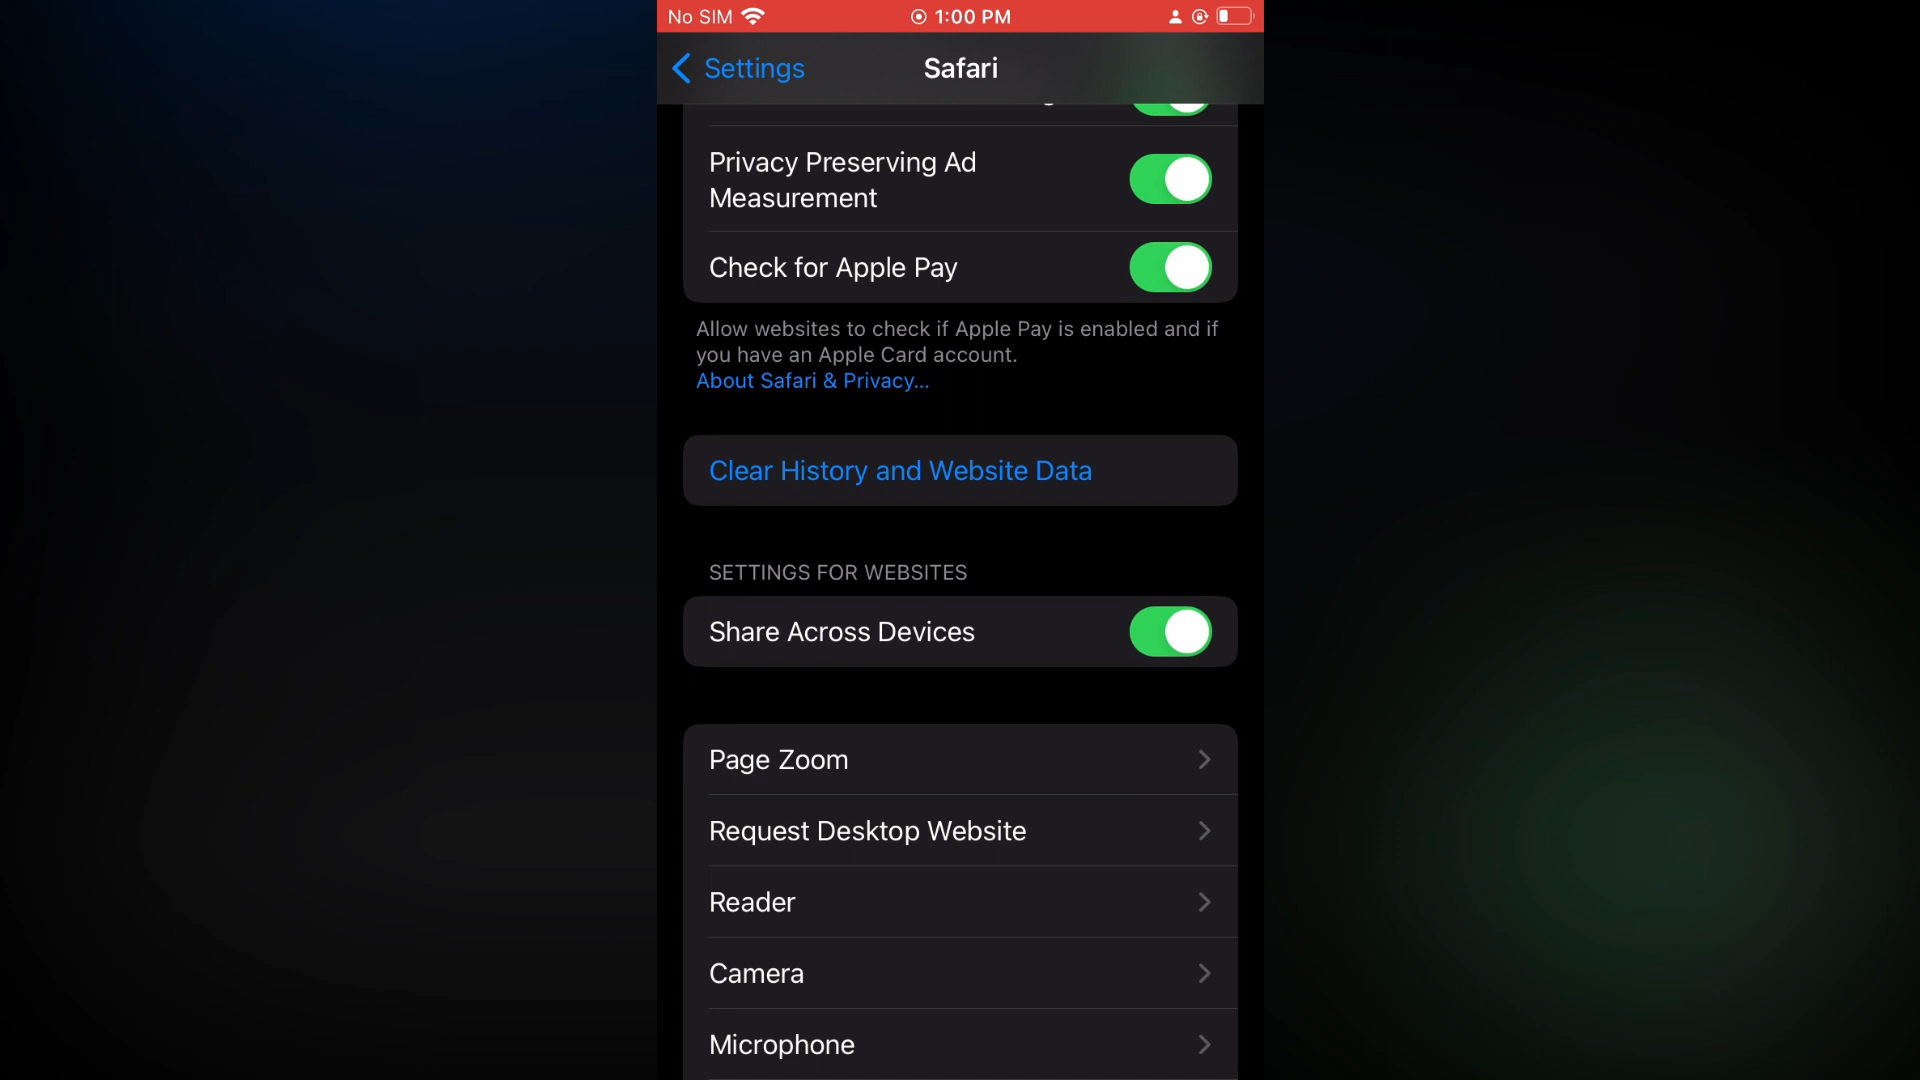 No SIM 1:00 PM
Settings Safari
Privacy Preserving Ad
Measurement
Check for Apple Pay
Allow websites to check if Apple Pay is enabled and if
you have an Apple Card account.
About Safari & Privacy...
Clear History and Website Data
SETTINGS FOR WEBSITES
Share Across Devices
Page Zoom
Request Desktop Website
Reader
Camera
Microphone